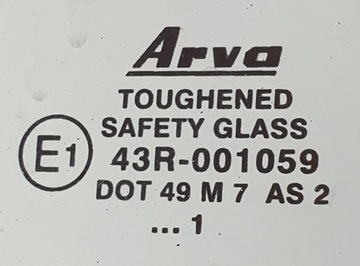 Arva
TOUGHENED
SAFETY GLASS
E1 43R-001059
DOT 49 M 7 AS 2
...1